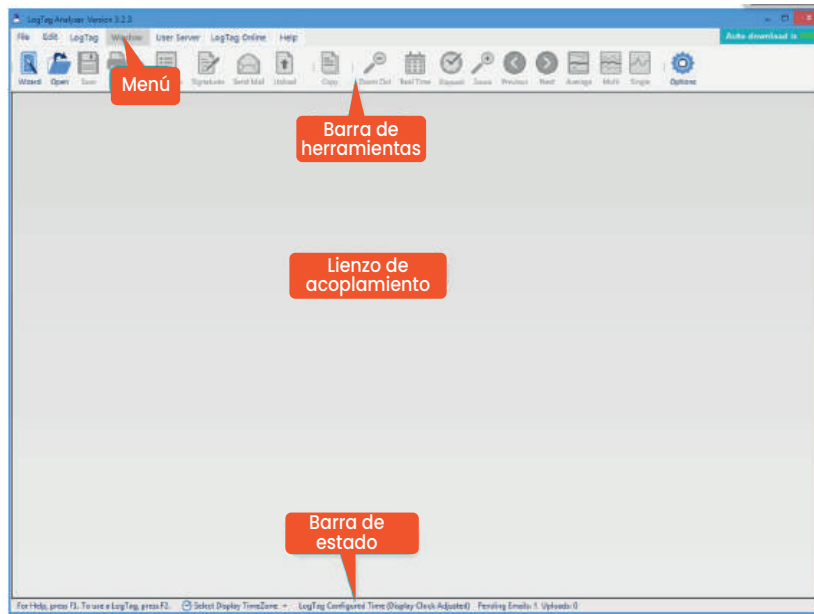 LogTag Analyzer Version 3.2.3
File Edit LogTag Window User Server LogTag Online Help
Auto download is
Wizard Open Save Signature Send Mail Upload Copy Zoom Out Real Time Zoom Previous Next Average Multi Single Options
Menú
Barra de
herramientas
Lienzo de
acoplamiento
Barra de
estado
For Help, press F1. To use a LogTag, press F2. Select Display TimeZone LogTag Configured Time (Display Clock Adjusted) Pending Emails: 1 Uploads: 0